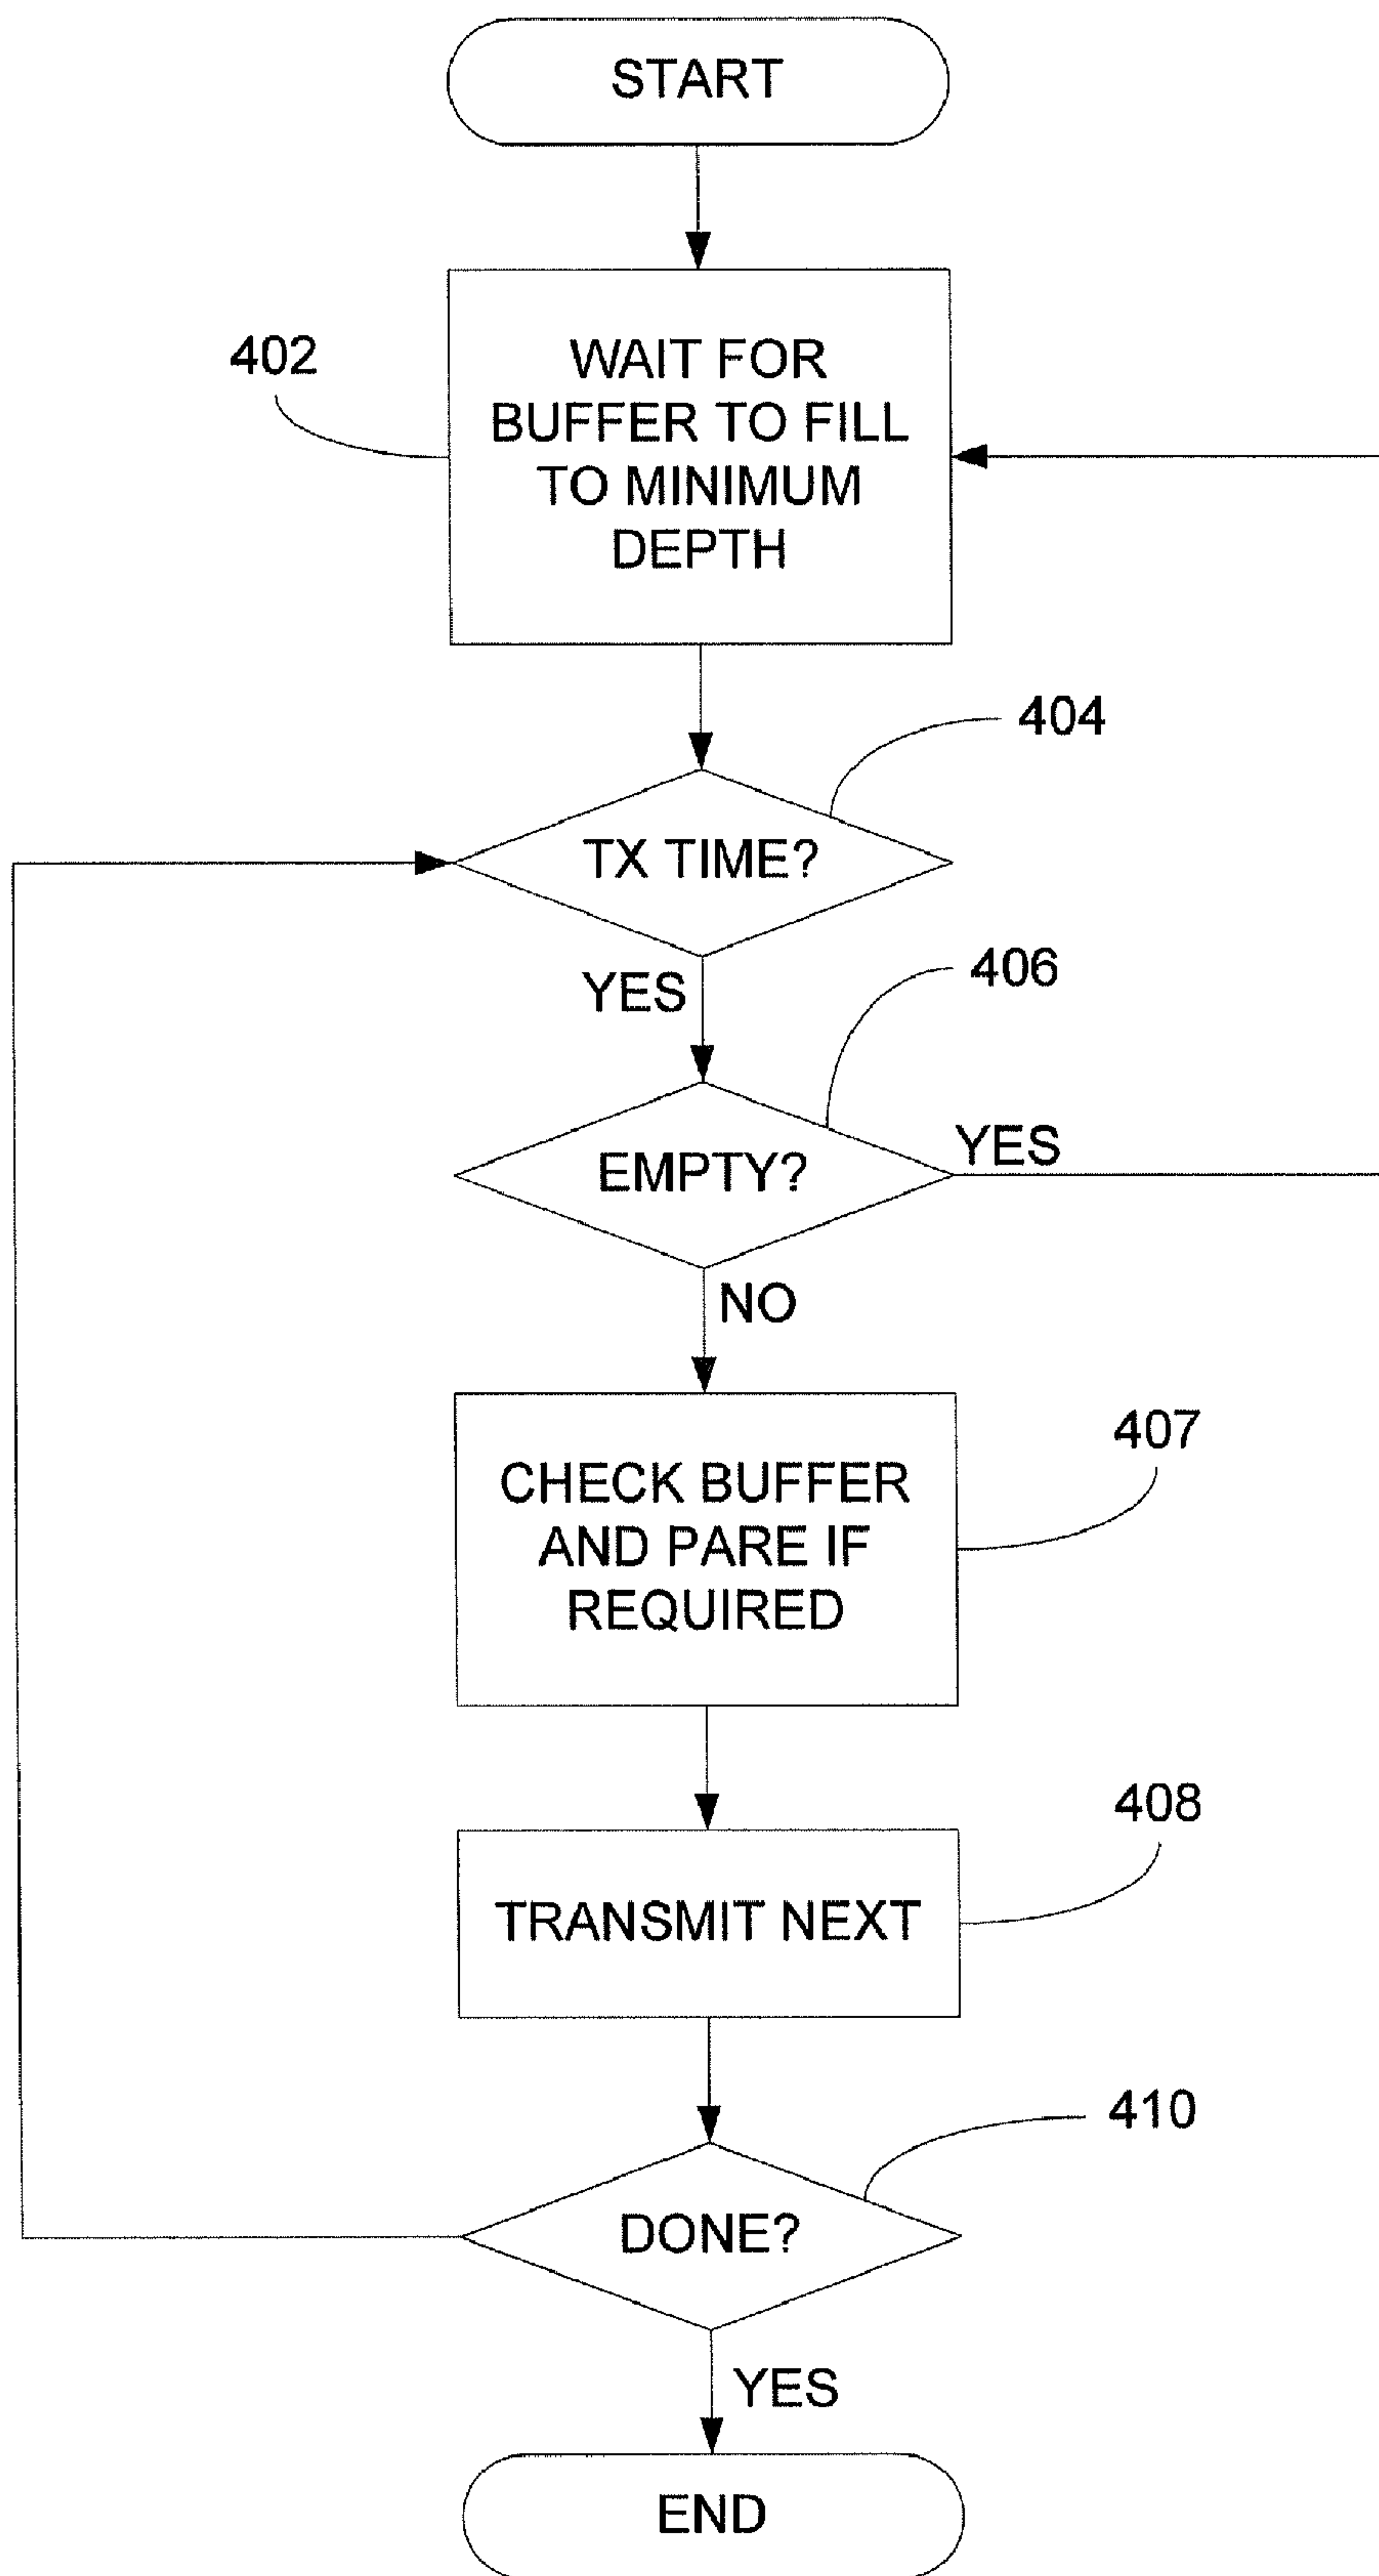 START
402
WAIT FOR
BUFFER TO FILL
TO MINIMUM
DEPTH
404
TX TIME?
YES
406
EMPTY?
YES
NO
407
CHECK BUFFER
AND PARE IF
REQUIRED
408
TRANSMIT NEXT
410
DONE?
YES
END